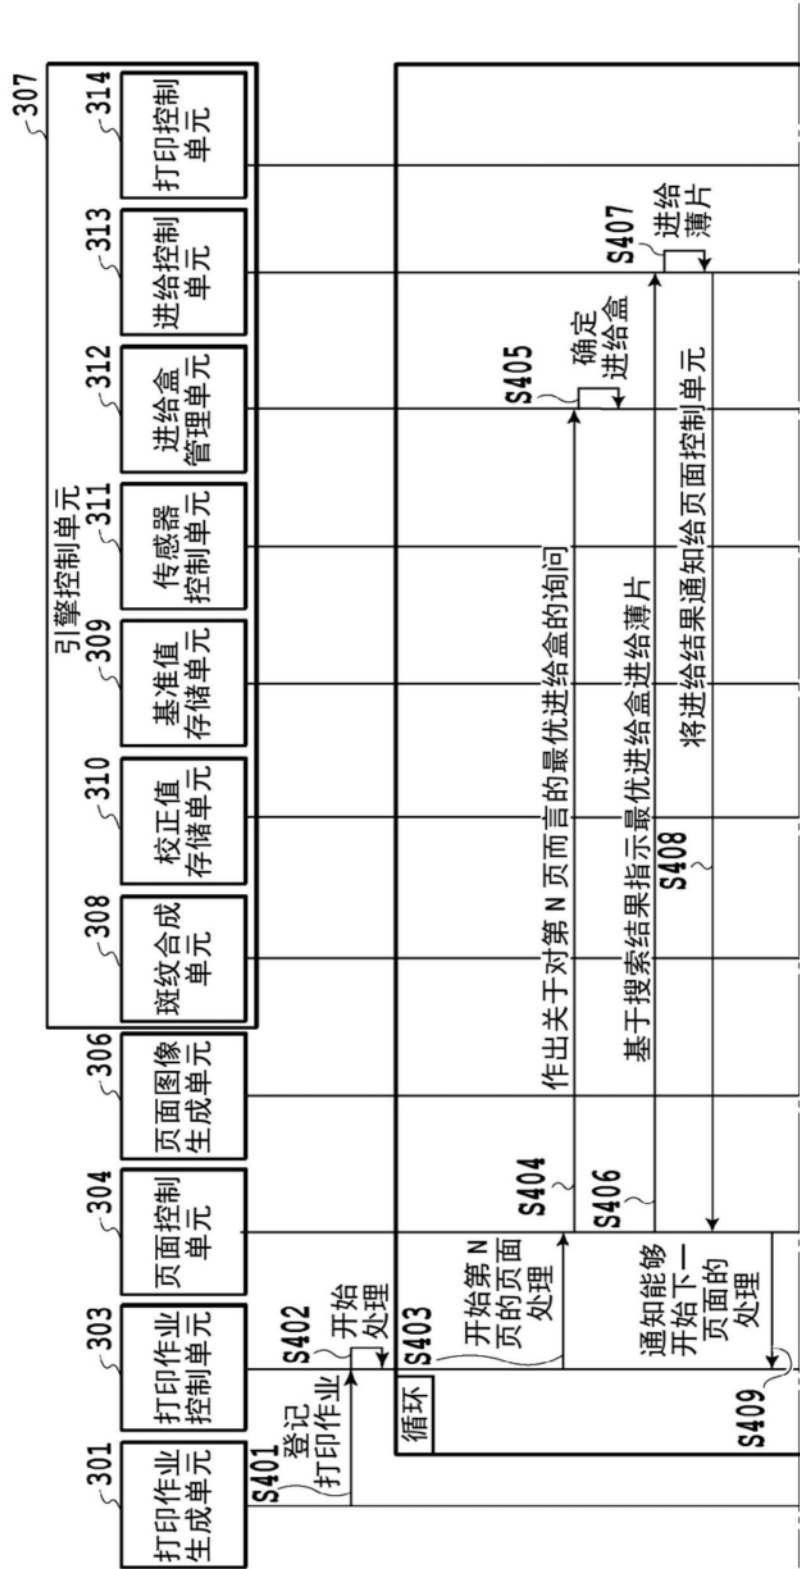 307
引擎控制单元
301
303
304
306
308
310
309
311
312
313
314
打印作业
生成单元
打印作业
控制单元
页面控制
单元
页面图像
生成单元
斑纹合成
单元
校正值
存储单元
基准值
存储单元
传感器
控制单元
进给盒
管理单元
进给控制
单元
打印控制
单元
S401
登记
打印作业
S402
开始
处理
循环
S403
开始第 N
页的页面
处理
S404
作出关于对第 N 页而言的最优进给盒的询问
S405
确定
进给盒
S406
基于搜索结果指示最优进给盒进给薄片
S407
进给
薄片
S408
将进给结果通知给页面控制单元
S409
通知能够
开始下一
页面的
处理